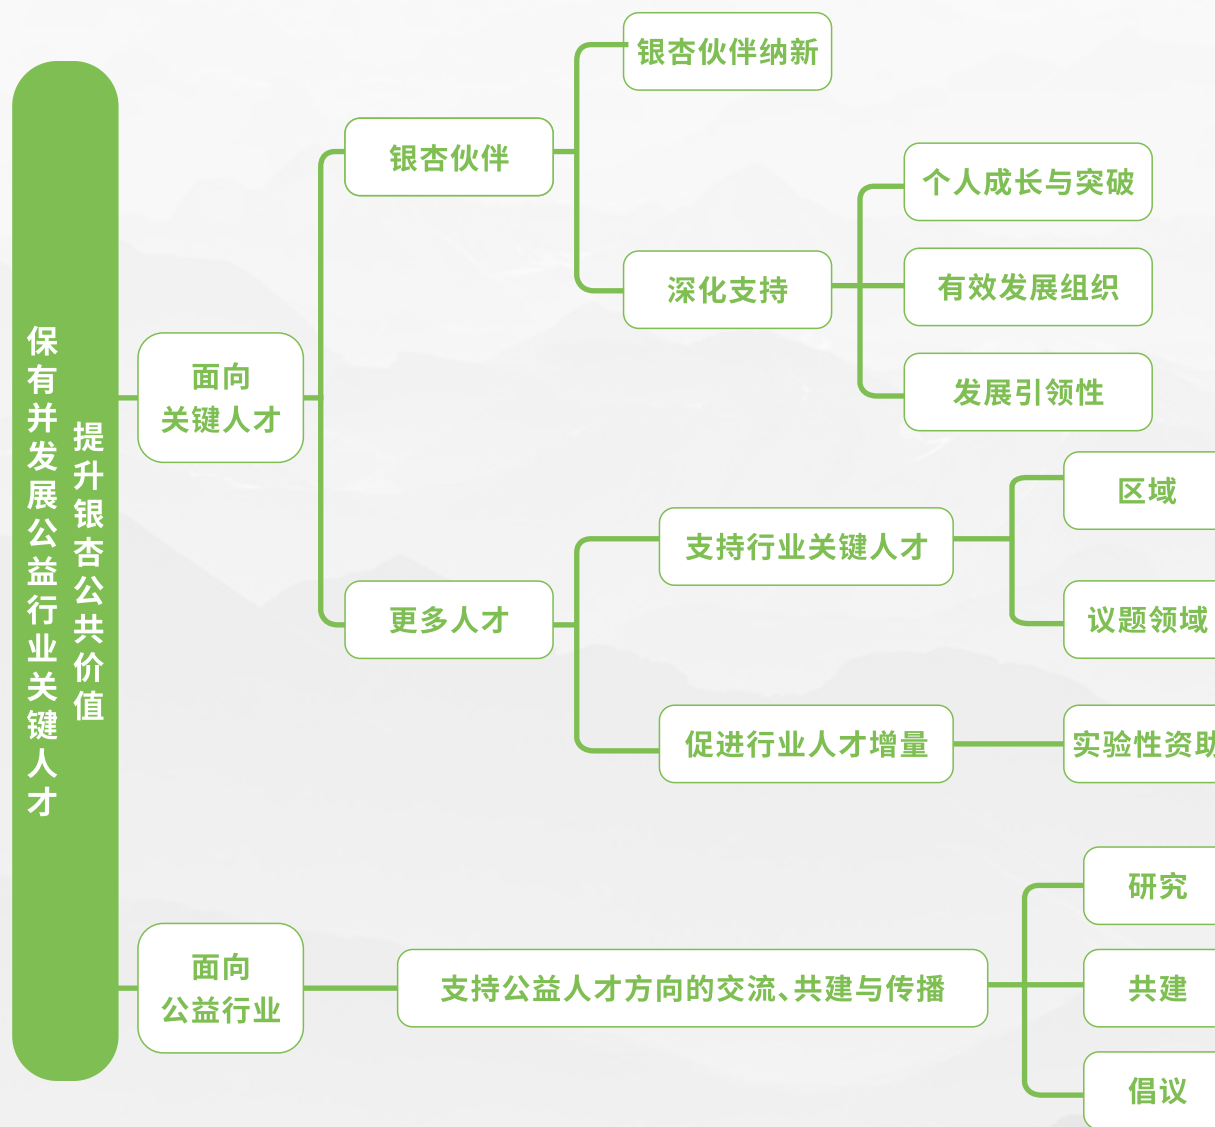 保有并发展公益行业关键人才
提升银杏公共价值
面向
关键人才
银杏伙伴
银杏伙伴纳新
深化支持
个人成长与突破
有效发展组织
发展引领性
更多人才
支持行业关键人才
区域
议题领域
促进行业人才增量
实验性资助
面向
公益行业
支持公益人才方向的交流、共建与传播
研究
共建
倡议